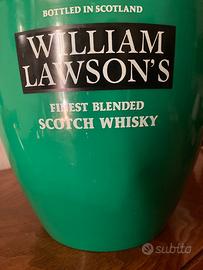 BOTTLED IN SCOTLAND
WILLIAM
LAWSON'S
FINEST BLENDED
SCOTCH WHISKY
subito